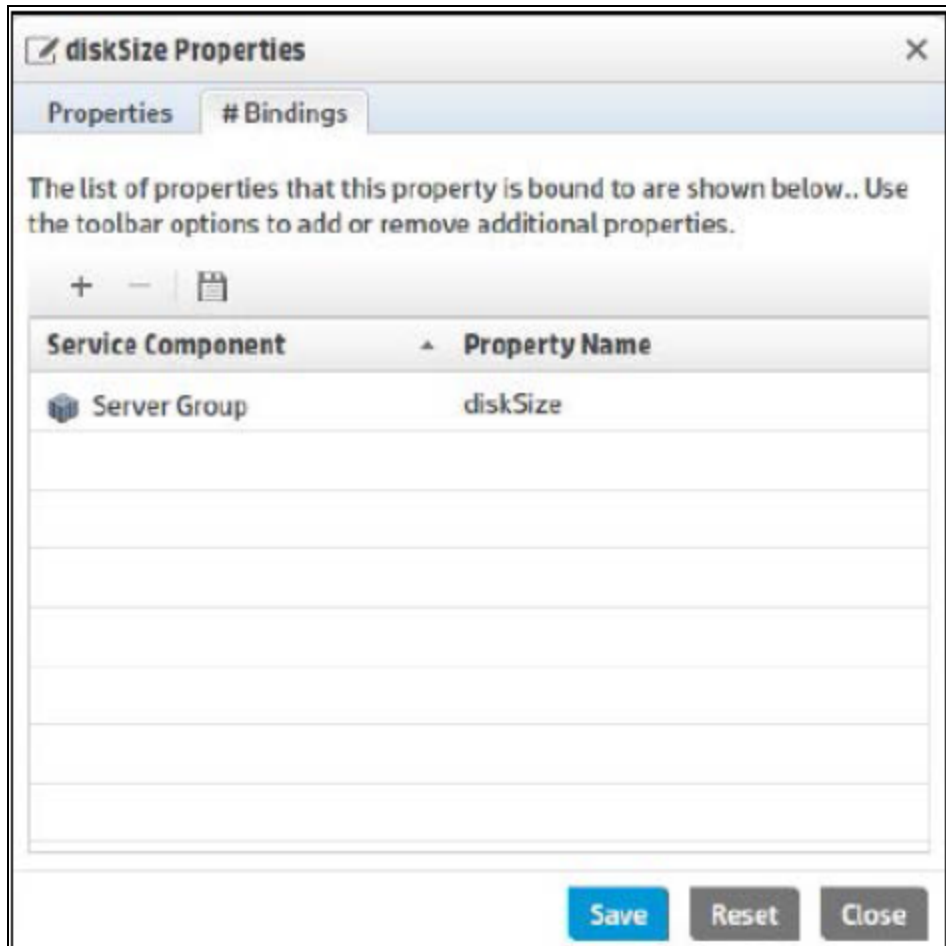 diskSize Properties
Properties # Bindings
The list of properties that this property is bound to are shown below.. Use
the toolbar options to add or remove additional properties.
Service Component Property Name
Server Group diskSize
Save Reset Close